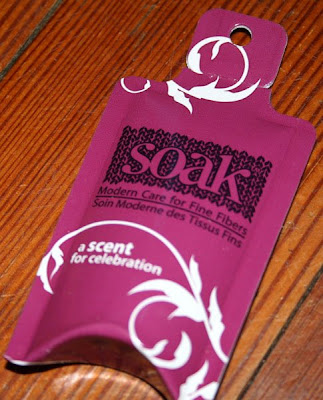 soak
Modern Care for Fine Fibers
Soin Moderne des Tissus Fins
a scent
for celebration